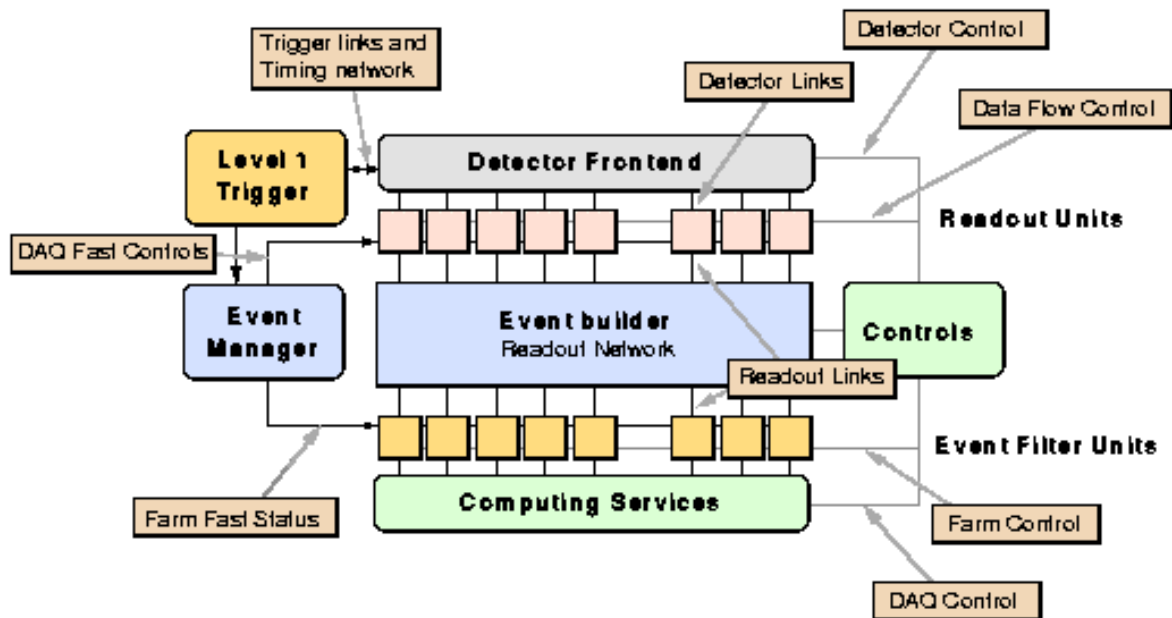 Detector Control
Trigger links and
Timing network
Detector Links
Data Flow Control
Level 1
Trigger
Detector Frontend
Readout Units
DAQ Fast Controls
Event
Manager
Event builder
Readout Network
Controls
Readout Links
Event Filter Units
Computing Services
Farm Fast Status
Farm Control
DAQ Control